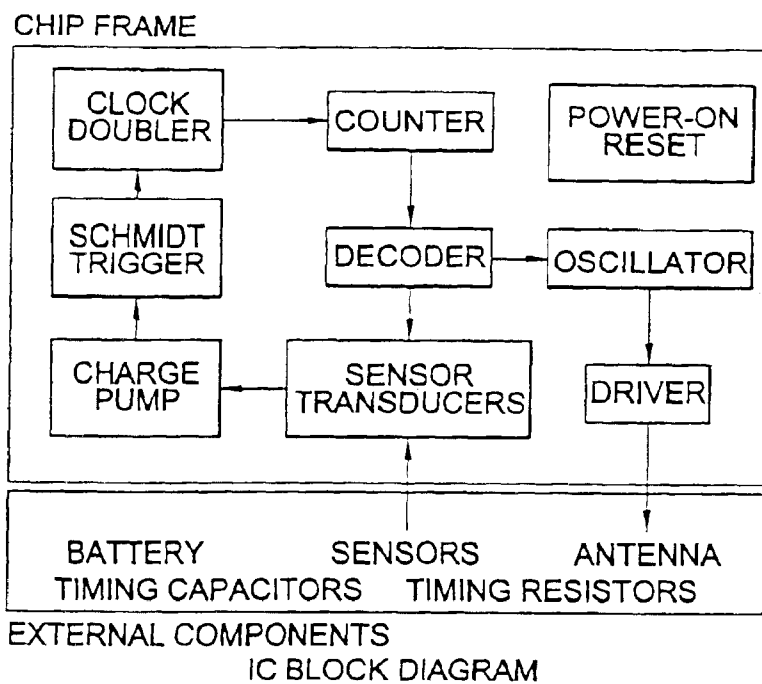 CHIP FRAME
CLOCK
DOUBLER
COUNTER
POWER-ON
RESET
SCHMIDT
TRIGGER
DECODER
OSCILLATOR
CHARGE
PUMP
SENSOR
TRANSDUCERS
DRIVER
BATTERY SENSORS ANTENNA
TIMING CAPACITORS TIMING RESISTORS
EXTERNAL COMPONENTS
IC BLOCK DIAGRAM